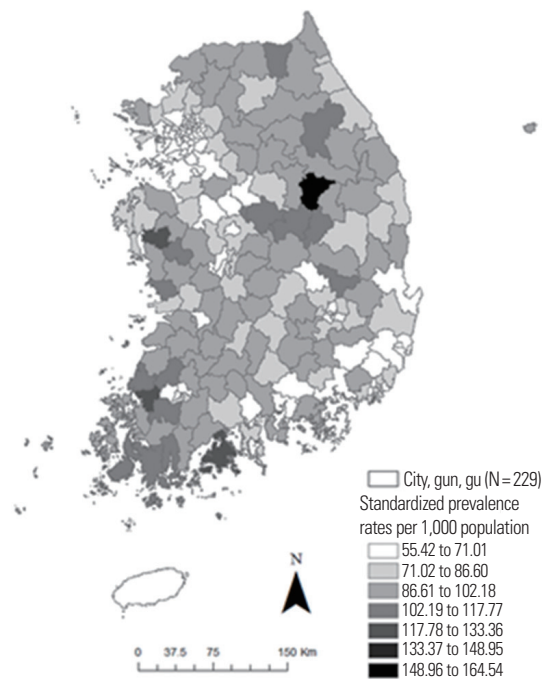 City, gun, gu (N = 229)
Standardized prevalence
rates per 1,000 population
55.42 to 71.01
71.02 to 86.60
86.61 to 102.18
102.19 to 117.77
117.78 to 133.36
133.37 to 148.95
148.96 to 164.54
N
0 37.5 75 150 Km